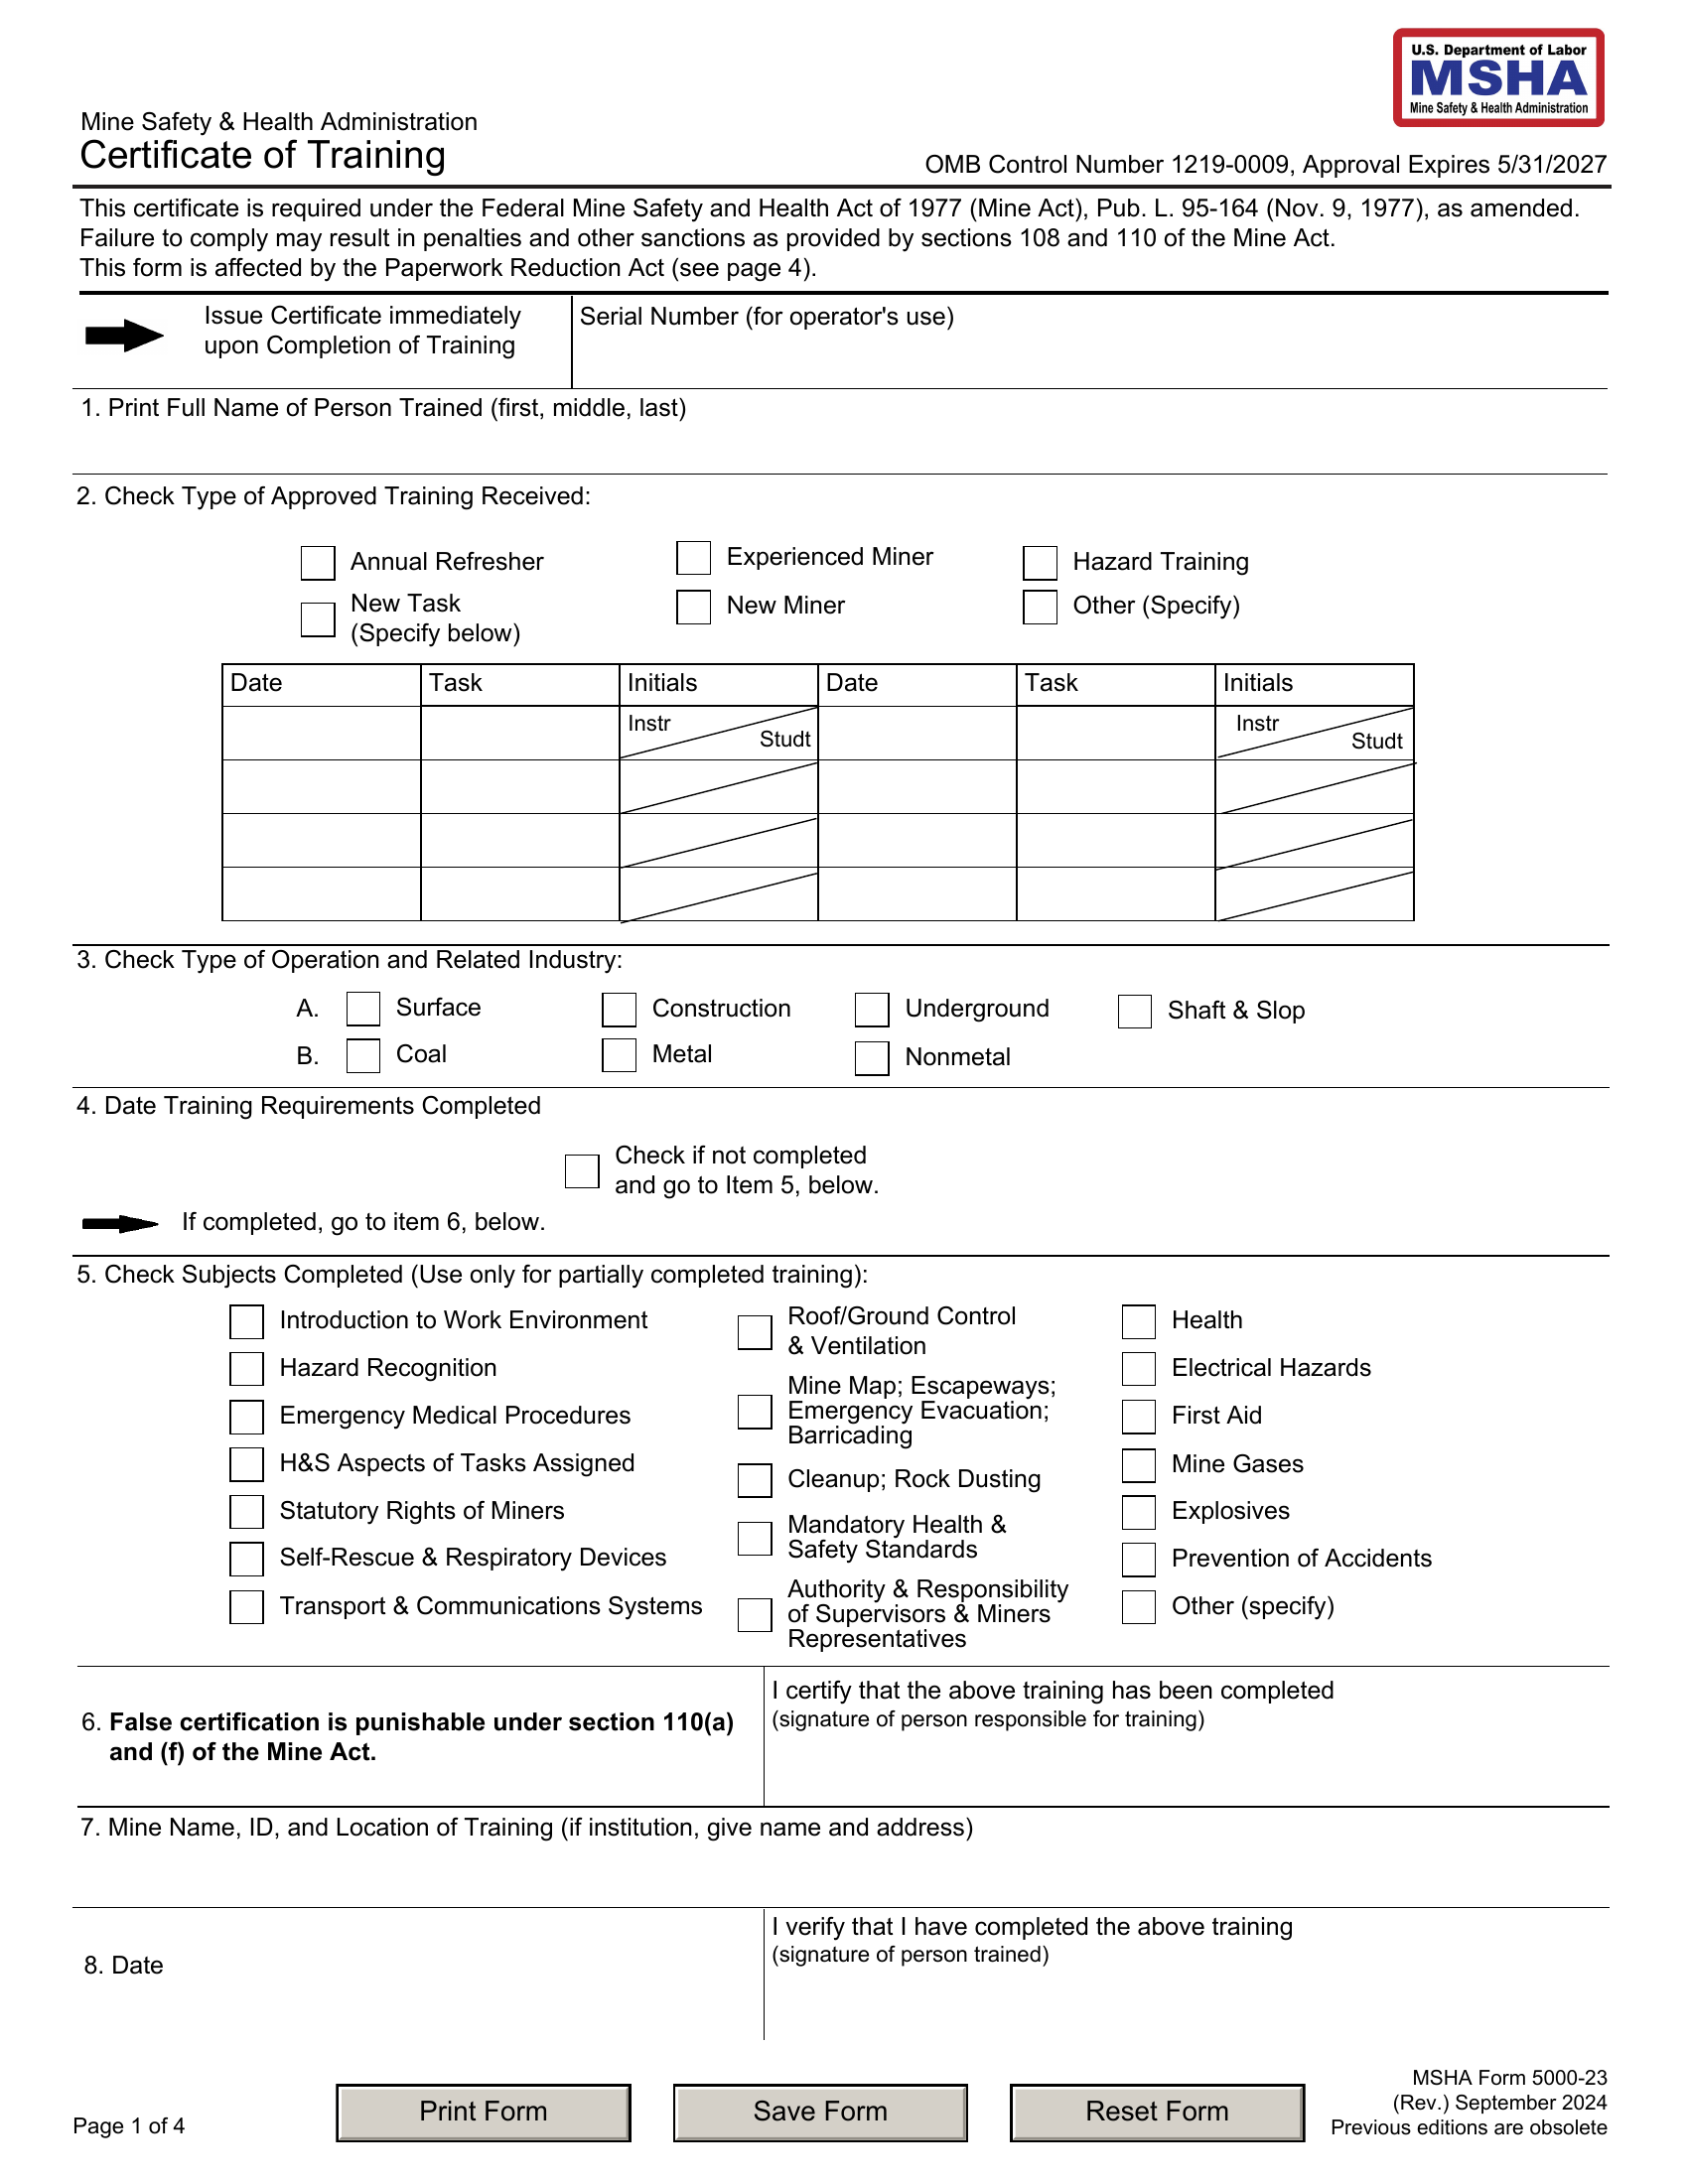 U.S. Department of Labor
MSHA
Mine Safety & Health Administration
Mine Safety & Health Administration
Certificate of Training
OMB Control Number 1219-0009, Approval Expires 5/31/2027
This certificate is required under the Federal Mine Safety and Health Act of 1977 (Mine Act), Pub. L. 95-164 (Nov. 9, 1977), as amended.
Failure to comply may result in penalties and other sanctions as provided by sections 108 and 110 of the Mine Act.
This form is affected by the Paperwork Reduction Act (see page 4).
Issue Certificate immediately
upon Completion of Training
Serial Number (for operator's use)
1. Print Full Name of Person Trained (first, middle, last)
2. Check Type of Approved Training Received:
Annual Refresher
Experienced Miner
Hazard Training
New Task
(Specify below)
New Miner
Other (Specify)
Date Task Initials Date Task Initials
Instr
Studt
Instr
Studt
3. Check Type of Operation and Related Industry:
A. Surface Construction Underground Shaft & Slop
B. Coal Metal Nonmetal
4. Date Training Requirements Completed
Check if not completed
and go to Item 5, below.
If completed, go to item 6, below.
5. Check Subjects Completed (Use only for partially completed training):
Introduction to Work Environment
Hazard Recognition
Emergency Medical Procedures
H&S Aspects of Tasks Assigned
Statutory Rights of Miners
Self-Rescue & Respiratory Devices
Transport & Communications Systems
Roof/Ground Control
& Ventilation
Mine Map; Escapeways;
Emergency Evacuation;
Barricading
Cleanup; Rock Dusting
Mandatory Health &
Safety Standards
Authority & Responsibility
of Supervisors & Miners
Representatives
Health
Electrical Hazards
First Aid
Mine Gases
Explosives
Prevention of Accidents
Other (specify)
6. False certification is punishable under section 110(a)
and (f) of the Mine Act.
I certify that the above training has been completed
(signature of person responsible for training)
7. Mine Name, ID, and Location of Training (if institution, give name and address)
8. Date
I verify that I have completed the above training
(signature of person trained)
Page 1 of 4
Print Form
Save Form
Reset Form
MSHA Form 5000-23
(Rev.) September 2024
Previous editions are obsolete